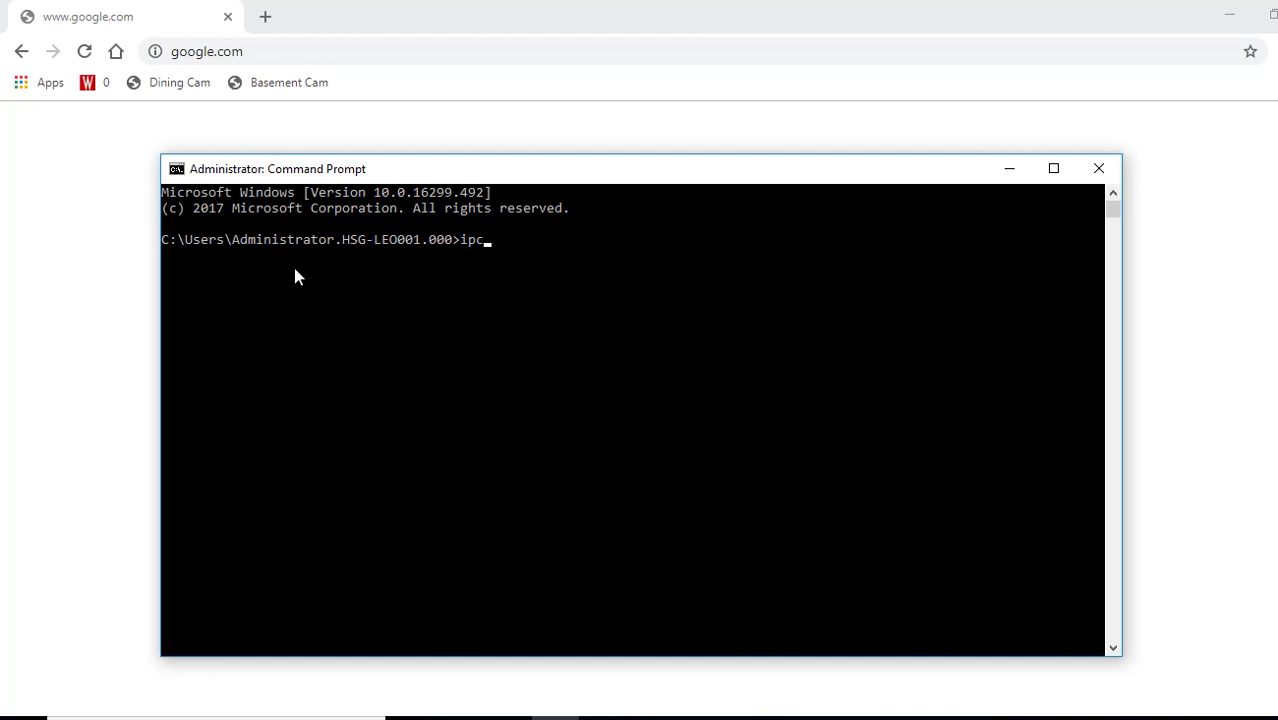 www.google.com
google.com
Apps
W 0
Dining Cam
Basement Cam
C:\. Administrator: Command Prompt
Microsoft Windows [Version 10.0.16299.492]
(c) 2017 Microsoft Corporation. All rights reserved.
C:\Users\Administrator.HSG-LEO001.000>ipc